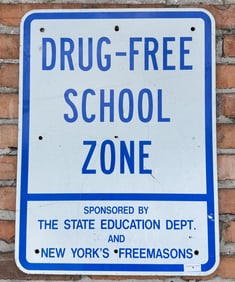 DRUG-FREE
SCHOOL
ZONE
SPONSORED BY
THE STATE EDUCATION DEPT.
AND
NEW YORK'S FREEMASONS